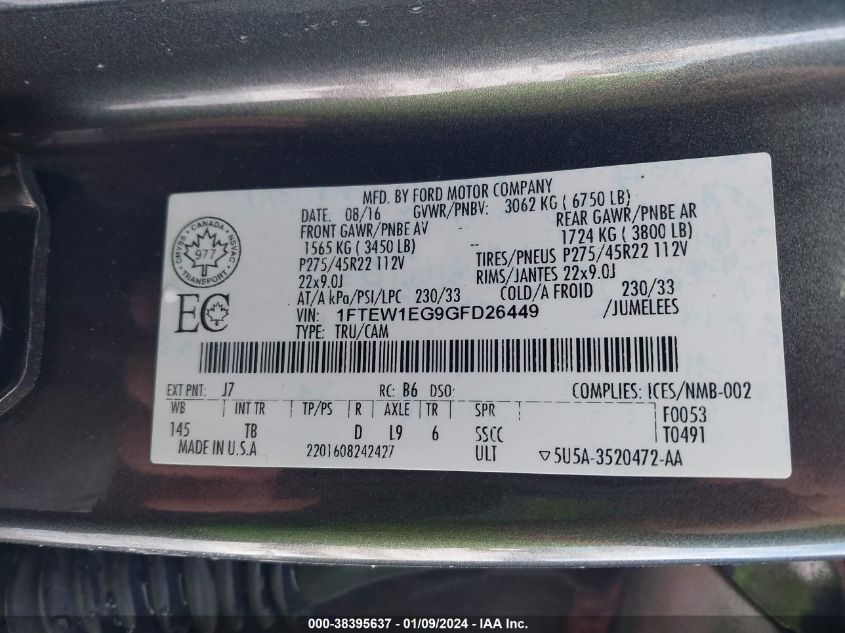 MFD. BY FORD MOTOR COMPANY
DATE: 08/16 GVWR/PNBV: 3062 KG ( 6750 LB)
FRONT GAWR/PNBE AV REAR GAWR/PNBE AR
1565 KG ( 3450 LB) -- 1724 KG ( 3800 LB)
P275/45R22 112V TIRES/PNEUS P275/45R22 112V
22x9.0J RIMS/JANTES 22x9.0J
AT/A kPa/PSI/LPC 230/33 COLD/A FROID 230/33
VIN: 1FTEW1EG9GFD26449 /JUMELEES
TYPE: TRU/CAM
CANADA
CMVSS NSVAC
977
TRANSPORT
EC
EXT PNT: J7 RC: B6 DSO: COMPLIES: ICES/NMB-002
WB INT TR TP/PS R AXLE TR SPR F0053
145 TB D L9 6 SSCC T0491
MADE IN U.S.A 2201608242427 ULT ▽5U5A-3520472-AA
000-38395637 - 01/09/2024 - IAA Inc.